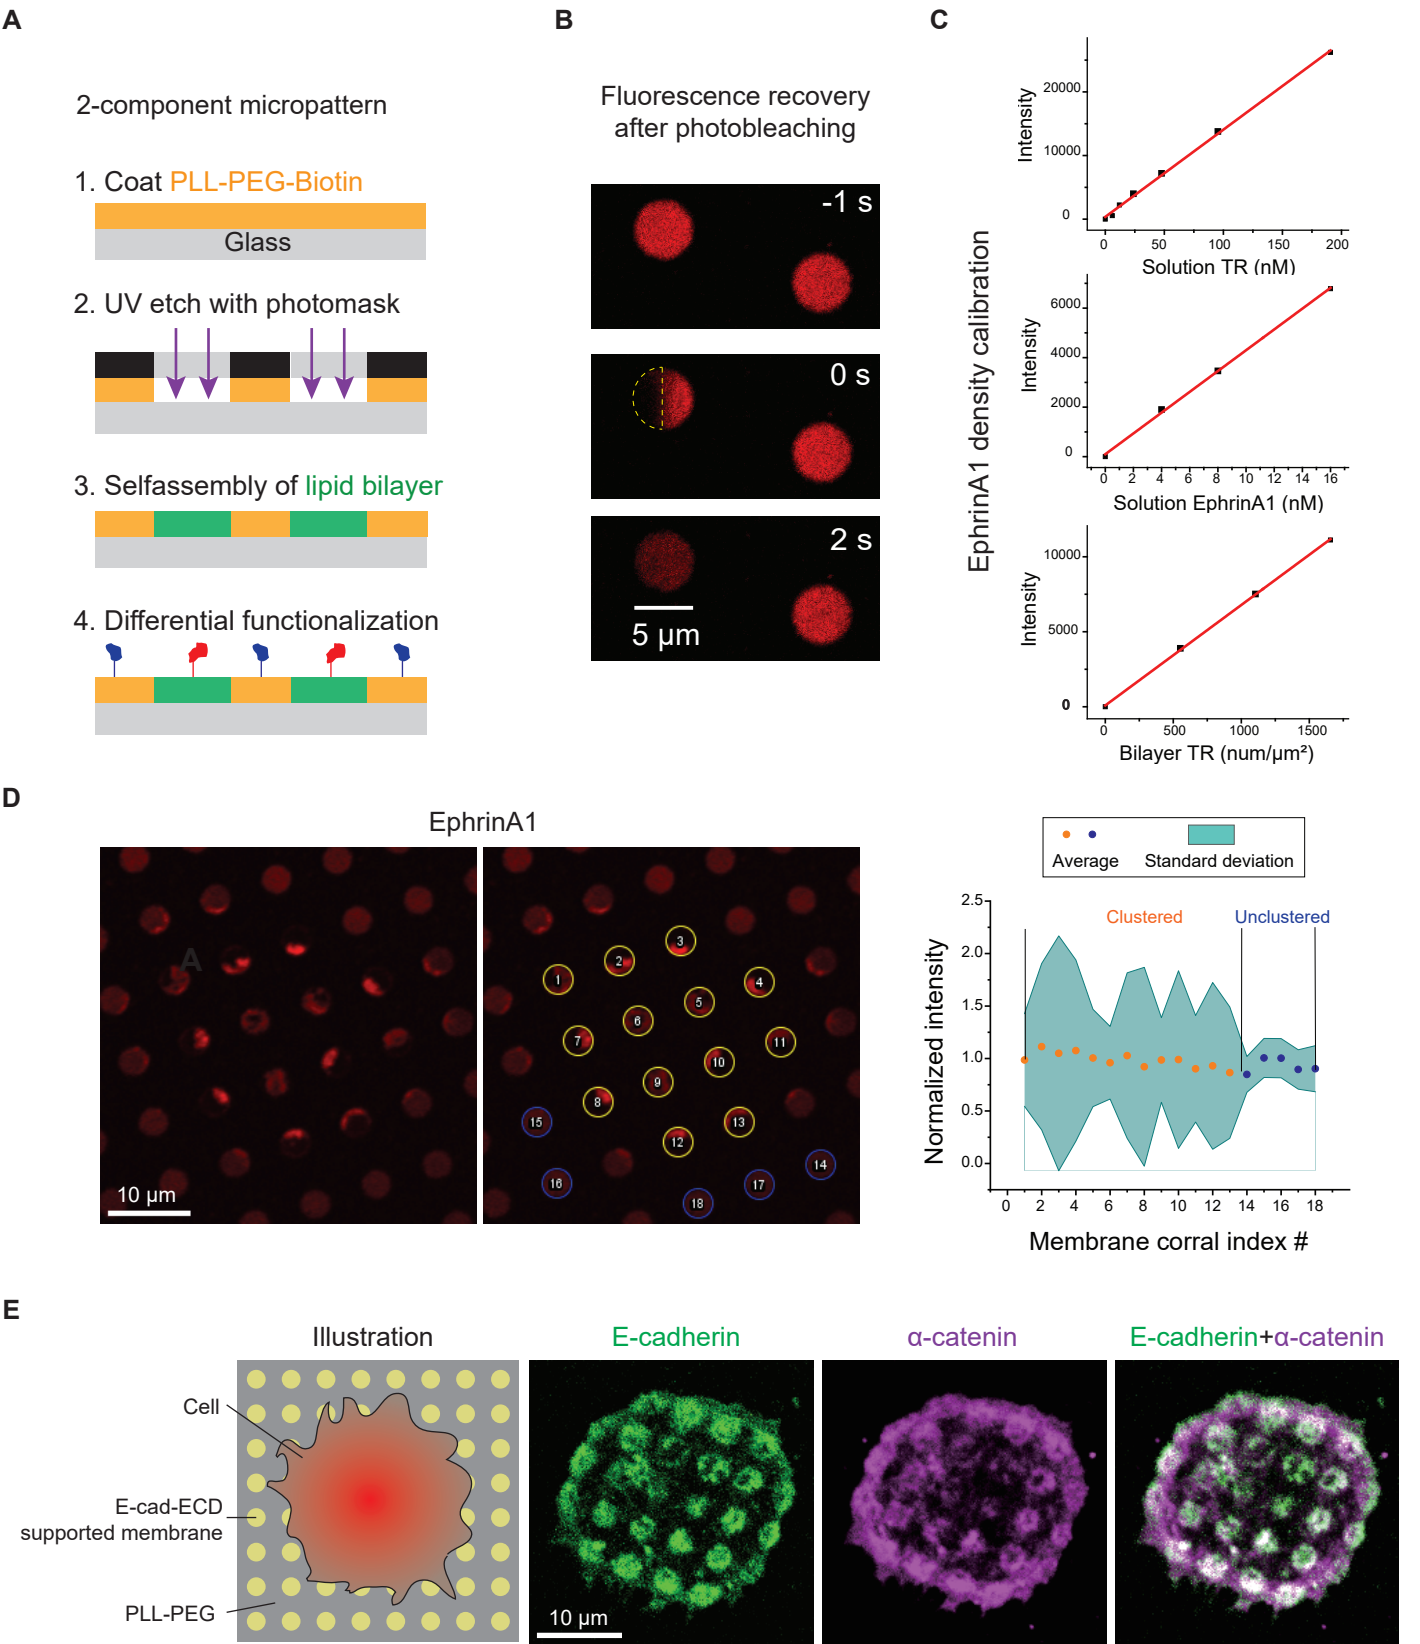 A
2-component micropattern
1. Coat PLL-PEG-Biotin
Glass
2. UV etch with photomask
3. Selfassembly of lipid bilayer
4. Differential functionalization
B
Fluorescence recovery
after photobleaching
-1 s
0 s
2 s
5 µm
C
EphrinA1 density calibration
Intensity
20000
10000
0
0 50 100 150 200
Solution TR (nM)
Intensity
6000
4000
2000
0
0 2 4 6 8 10 12 14 16
Solution EphrinA1 (nM)
Intensity
10000
5000
0
0 500 1000 1500
Bilayer TR (num/µm²)
D
EphrinA1
A
10 µm
3
2
1
4
5
6
7
11
10
9
8
15
13
12
14
16
17
18
Average Standard deviation
Clustered Unclustered
Normalized intensity
2.5
2.0
1.5
1.0
0.5
0.0
0 2 4 6 8 10 12 14 16 18
Membrane corral index #
E
Illustration
Cell
E-cad-ECD
supported membrane
PLL-PEG
E-cadherin
10 µm
α-catenin
E-cadherin+α-catenin